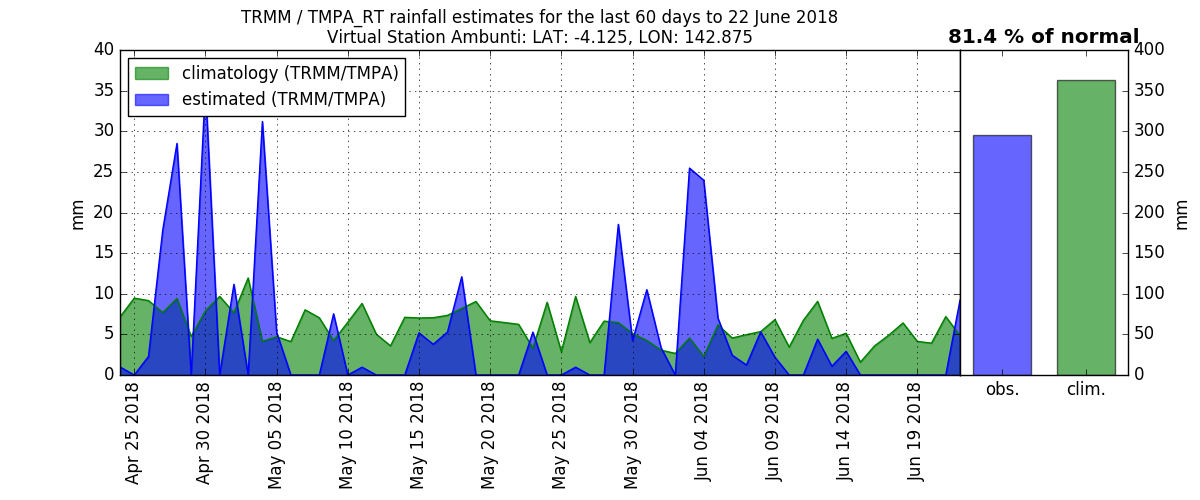 TRMM / TMPA_RT rainfall estimates for the last 60 days to 22 June 2018
Virtual Station Ambunti: LAT: -4.125, LON: 142.875
81.4 % of normal
climatology (TRMM/TMPA)
estimated (TRMM/TMPA)
40
35
30
25
20
15
10
5
0
mm
400
350
300
250
200
150
100
50
0
mm
Apr 25 2018
Apr 30 2018
May 05 2018
May 10 2018
May 15 2018
May 20 2018
May 25 2018
May 30 2018
Jun 04 2018
Jun 09 2018
Jun 14 2018
Jun 19 2018
obs.
clim.